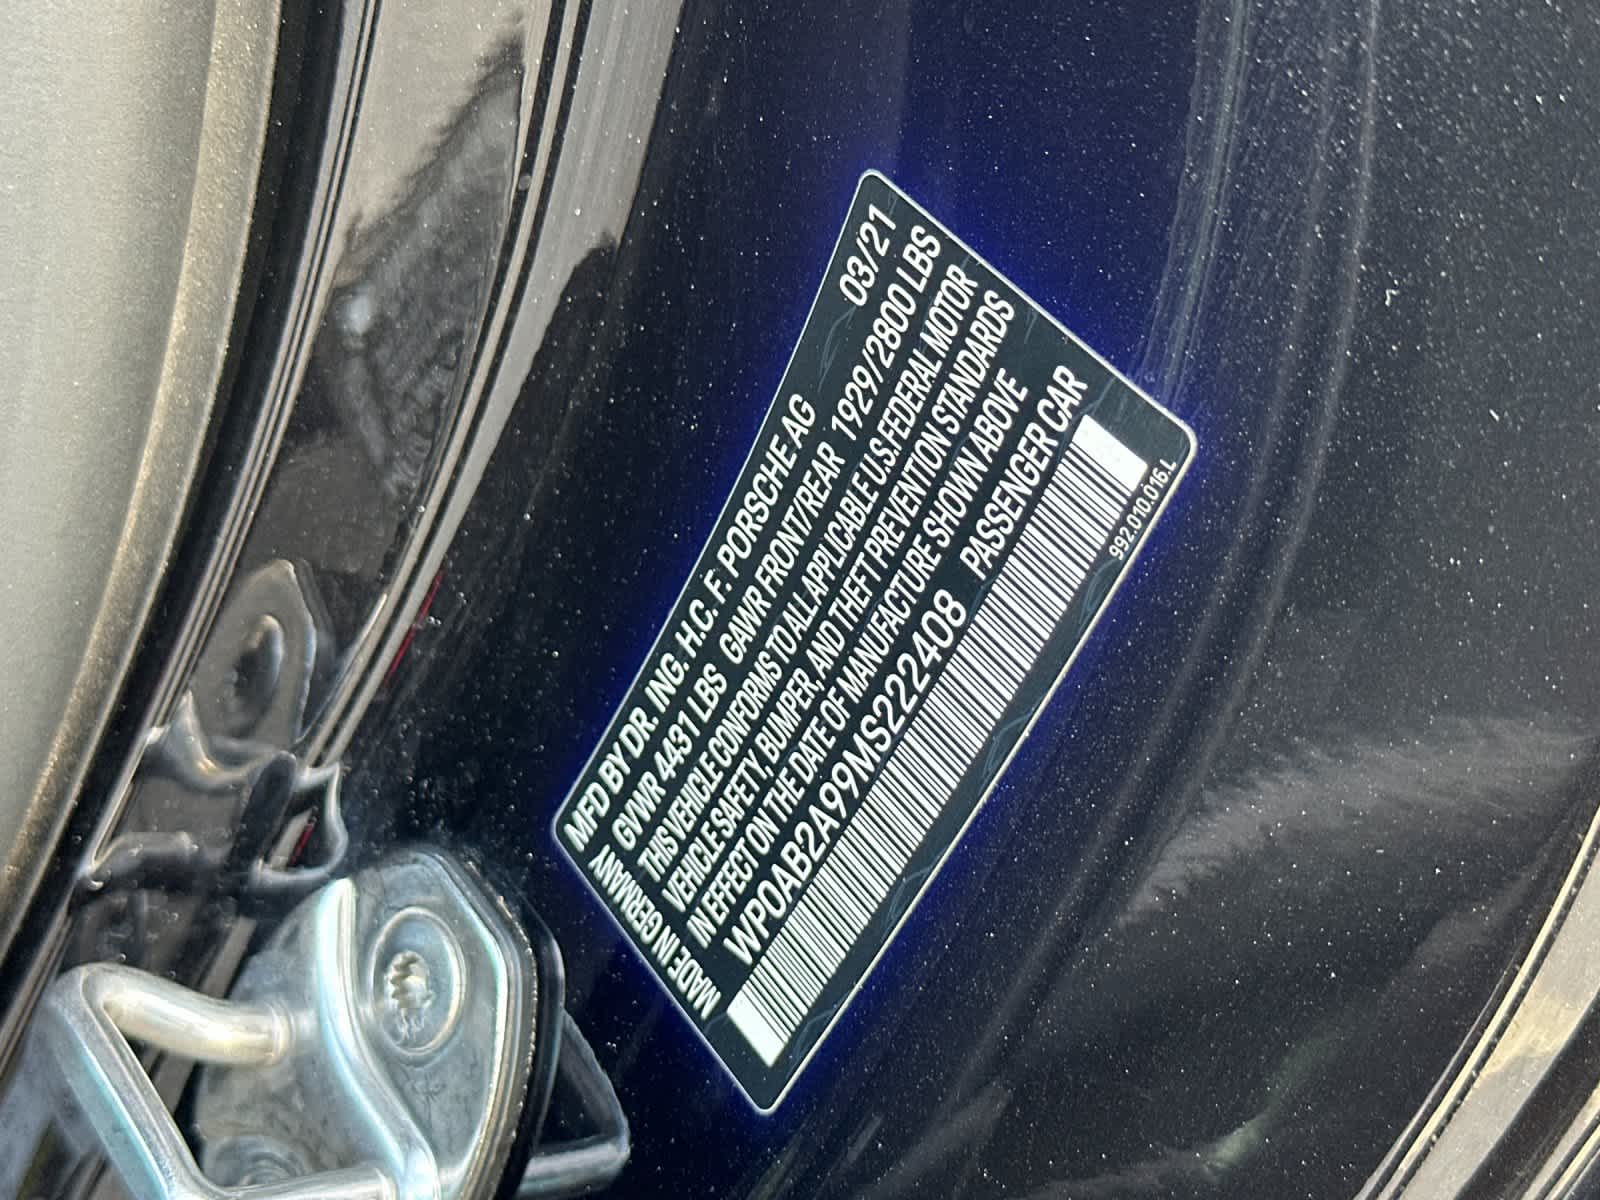 MFD BY DR. ING. H.C. F. PORSCHE AG 03/21
GVWR 4431 LBS GAWR FRONT/REAR 1929/2800 LBS
THIS VEHICLE CONFORMS TO ALL APPLICABLE U.S.FEDERAL MOTOR
VEHICLE SAFETY, BUMPER, AND THEFT PREVENTION STANDARDS
IN EFFECT ON THE DATE OF MANUFACTURE SHOWN ABOVE
WP0AB2A99MS222408 PASSENGER CAR
992.010.016.L
MADE IN GERMANY